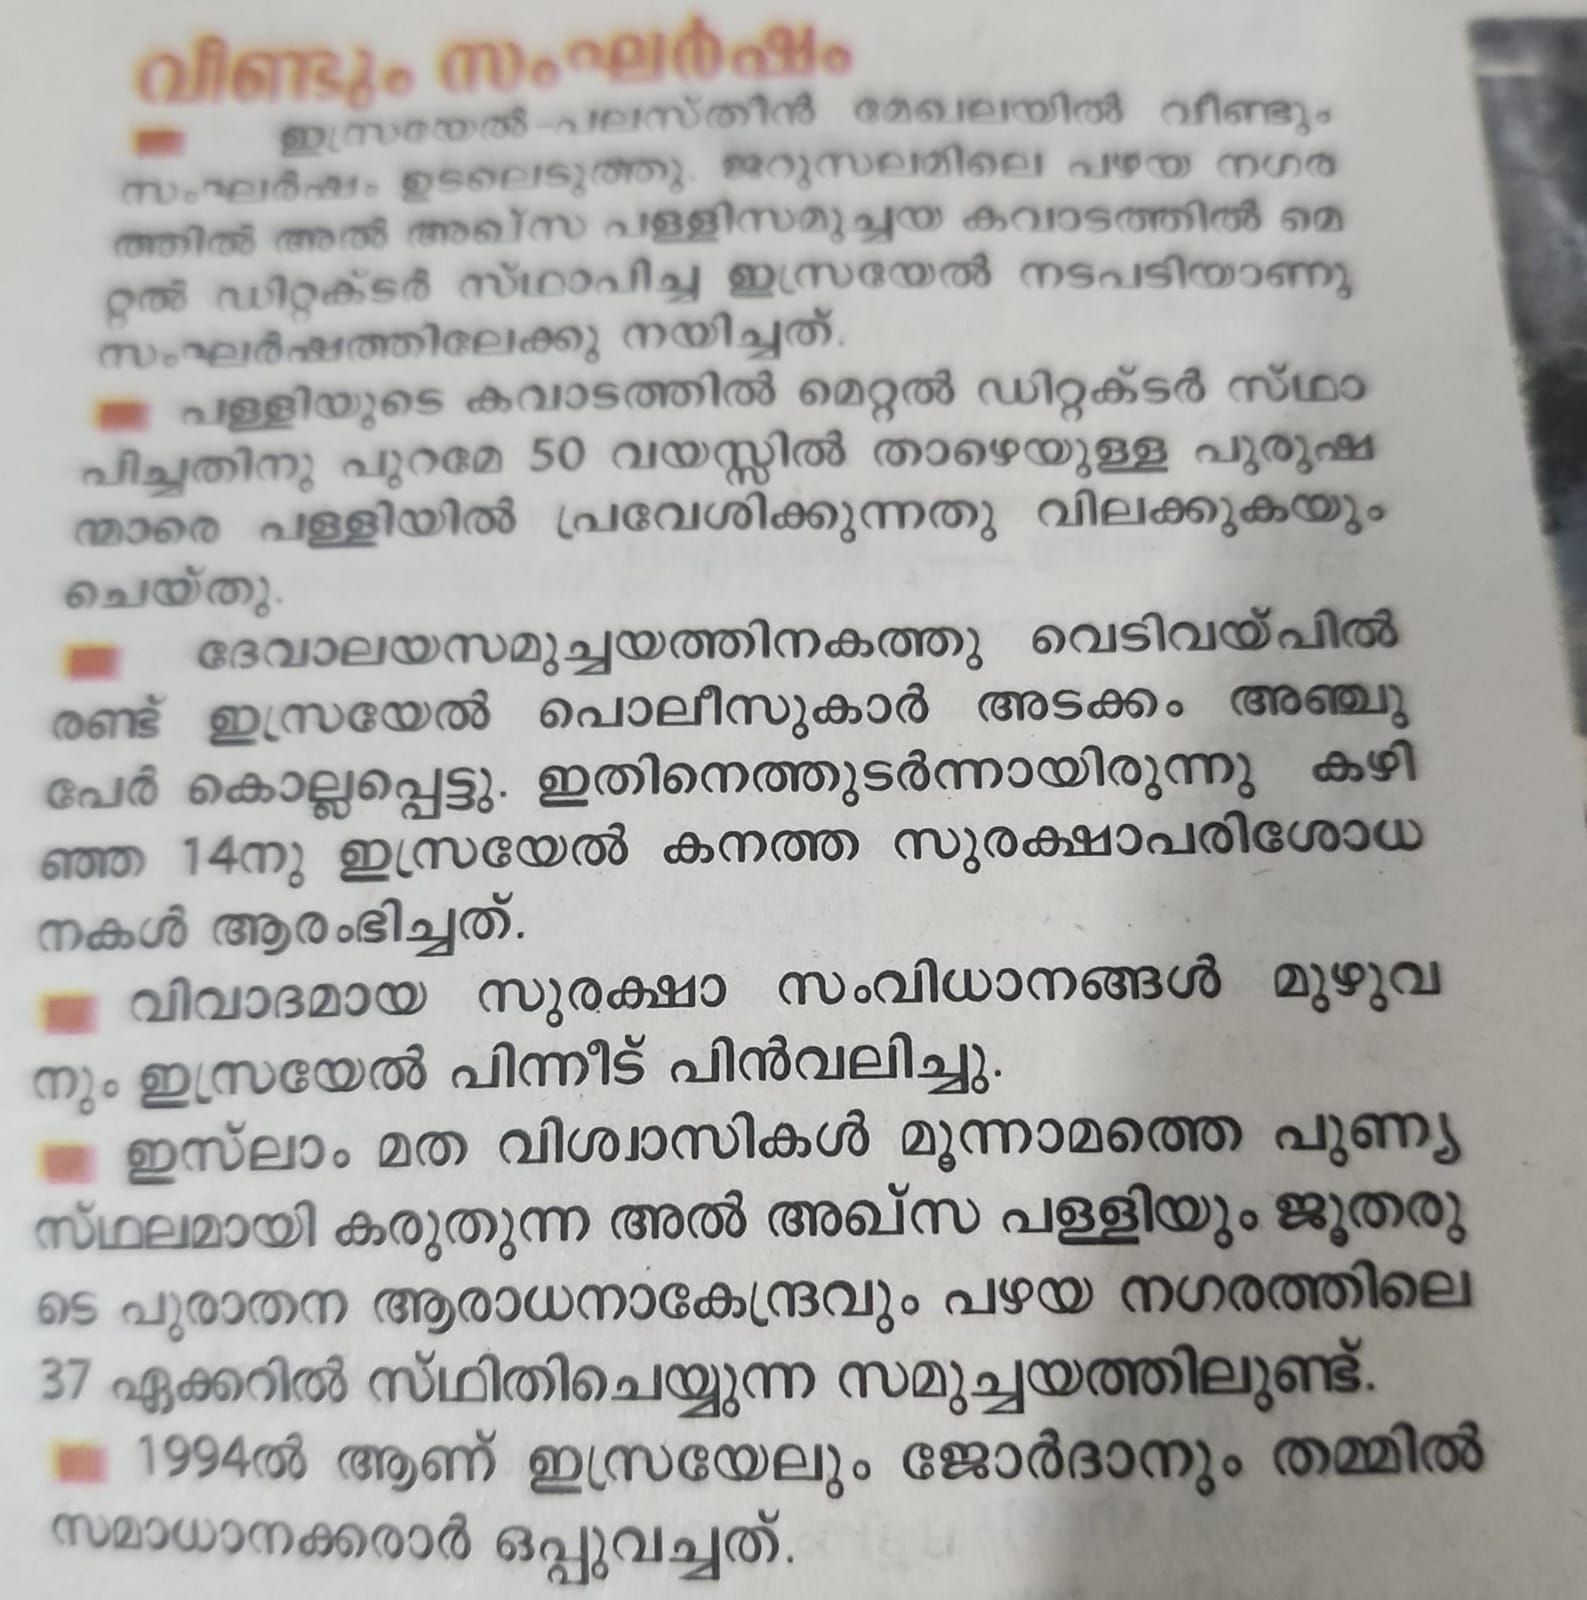 വീണ്ടും സംഘർഷം
ഇസ്രയേൽ-പലസ്തീൻ മേഖലയിൽ വീണ്ടും
സംഘർഷം ഉടലെടുത്തു. ജറുസലമിലെ പഴയ നഗര
ത്തിൽ അൽ അഖ്സ പള്ളിസമുച്ചയ കവാടത്തിൽ മെ
റ്റൽ ഡിറ്റക്ടർ സ്ഥാപിച്ച ഇസ്രയേൽ നടപടിയാണു
സംഘർഷത്തിലേക്കു നയിച്ചത്.
പള്ളിയുടെ കവാടത്തിൽ മെറ്റൽ ഡിറ്റക്ടർ സ്ഥാ
പിച്ചതിനു പുറമേ 50 വയസ്സിൽ താഴെയുള്ള പുരുഷ
ന്മാരെ പള്ളിയിൽ പ്രവേശിക്കുന്നതു വിലക്കുകയും
ചെയ്തു.
ദേവാലയസമുച്ചയത്തിനകത്തു വെടിവയ്പിൽ
രണ്ട് ഇസ്രയേൽ പൊലീസുകാർ അടക്കം അഞ്ചു
പേർ കൊല്ലപ്പെട്ടു. ഇതിനെത്തുടർന്നായിരുന്നു കഴി
ഞ്ഞ 14നു ഇസ്രയേൽ കനത്ത സുരക്ഷാപരിശോധ
നകൾ ആരംഭിച്ചത്.
വിവാദമായ സുരക്ഷാ സംവിധാനങ്ങൾ മുഴുവ
നും ഇസ്രയേൽ പിന്നീട് പിൻവലിച്ചു.
ഇസ്‌ലാം മത വിശ്വാസികൾ മൂന്നാമത്തെ പുണ്യ
സ്ഥലമായി കരുതുന്ന അൽ അഖ്സ പള്ളിയും ജൂതരു
ടെ പുരാതന ആരാധനാകേന്ദ്രവും പഴയ നഗരത്തിലെ
37 ഏക്കറിൽ സ്ഥിതിചെയ്യുന്ന സമുച്ചയത്തിലുണ്ട്.
1994ൽ ആണ് ഇസ്രയേലും ജോർദാനും തമ്മിൽ
സമാധാനക്കരാർ ഒപ്പുവച്ചത്.